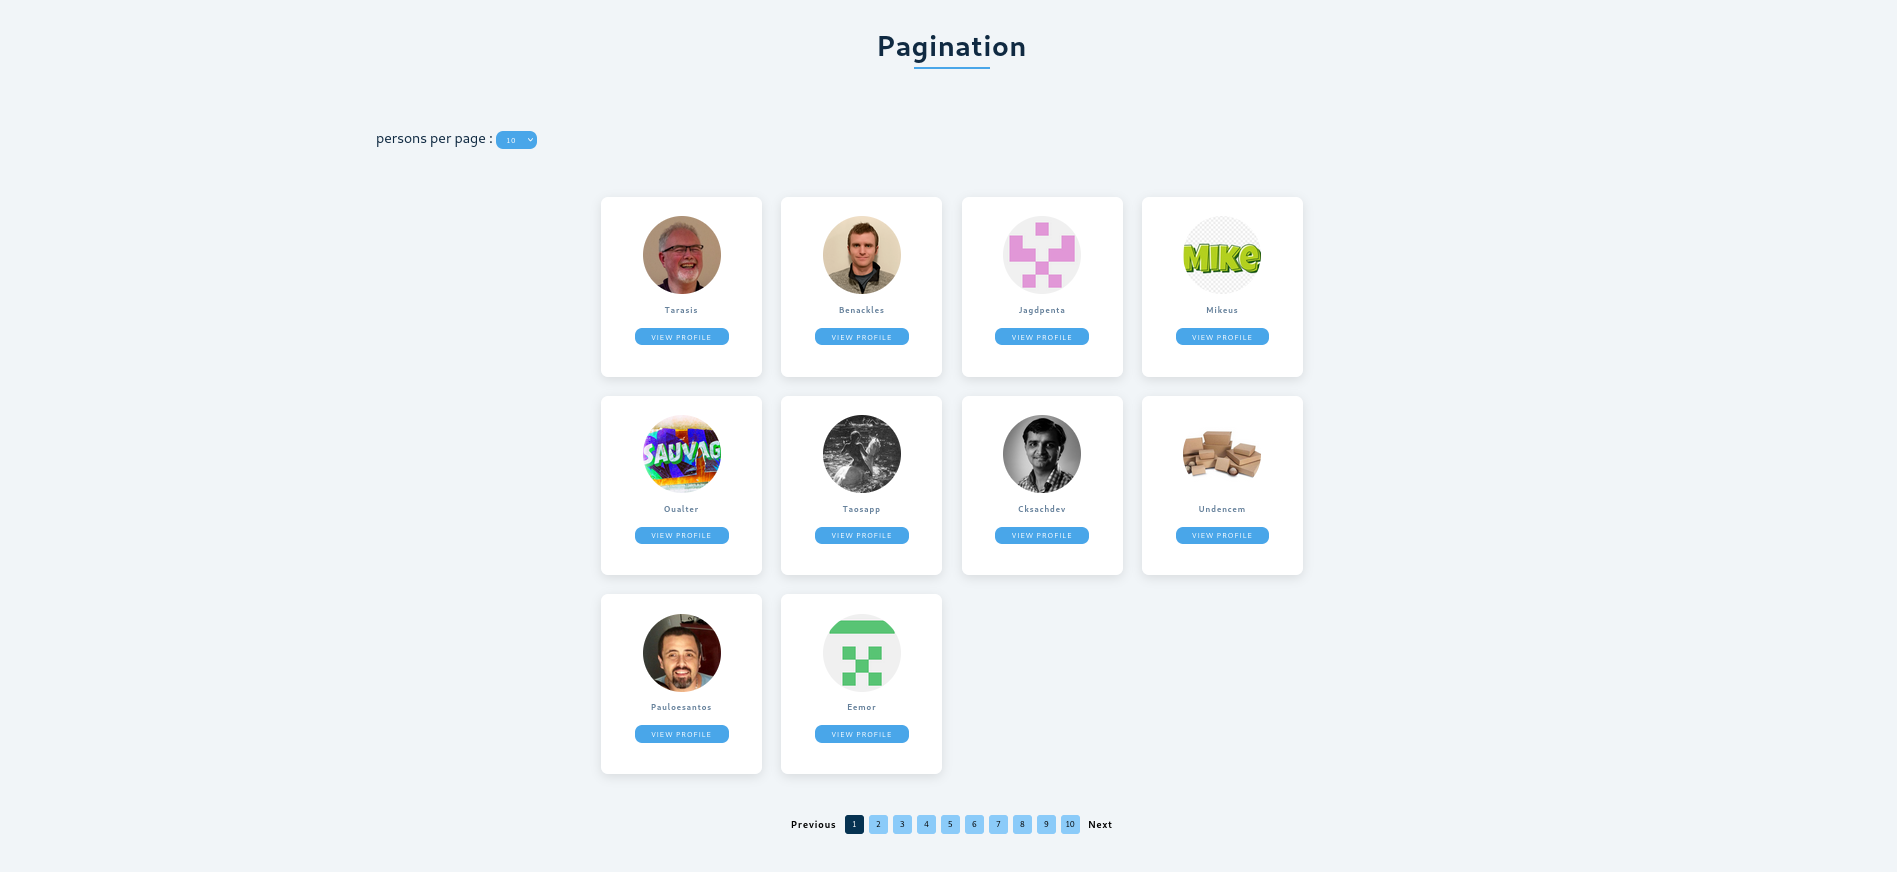 Pagination
persons per page : 10
MIKE
Tarasis Benackles Jagdpenta Mikeus
VIEW PROFILE VIEW PROFILE VIEW PROFILE VIEW PROFILE
SAUVAG
Oualter Taosapp Cksachdev Undencem
VIEW PROFILE VIEW PROFILE VIEW PROFILE VIEW PROFILE
Pauloesantos Eemor
VIEW PROFILE VIEW PROFILE
Previous 1 2 3 4 5 6 7 8 9 10 Next